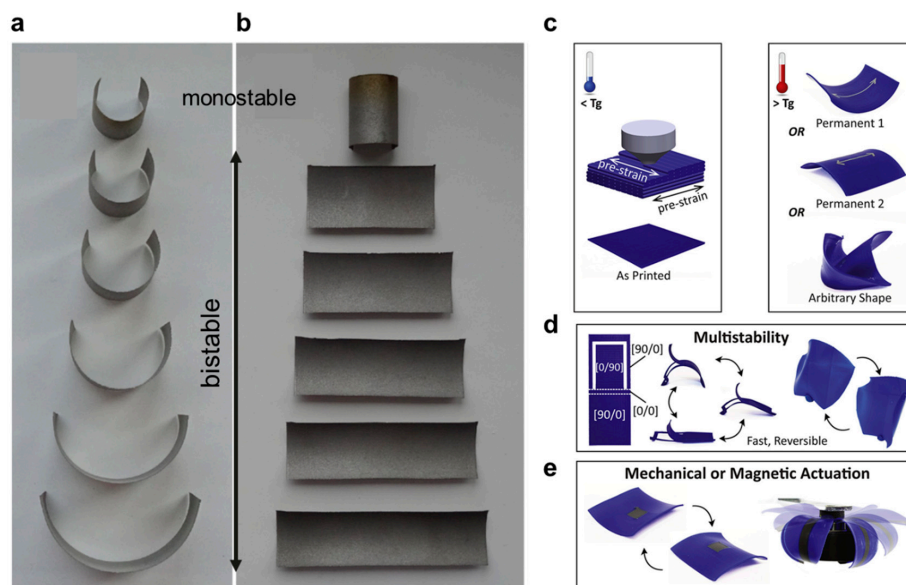 a
b
monostable
bistable
c
< Tg
pre-strain
pre-strain
As Printed
> Tg
OR
Permanent 1
OR
Permanent 2
Arbitrary Shape
d
Multistability
[0/90]
[90/0]
[90/0]
[0/0]
Fast, Reversible
e
Mechanical or Magnetic Actuation